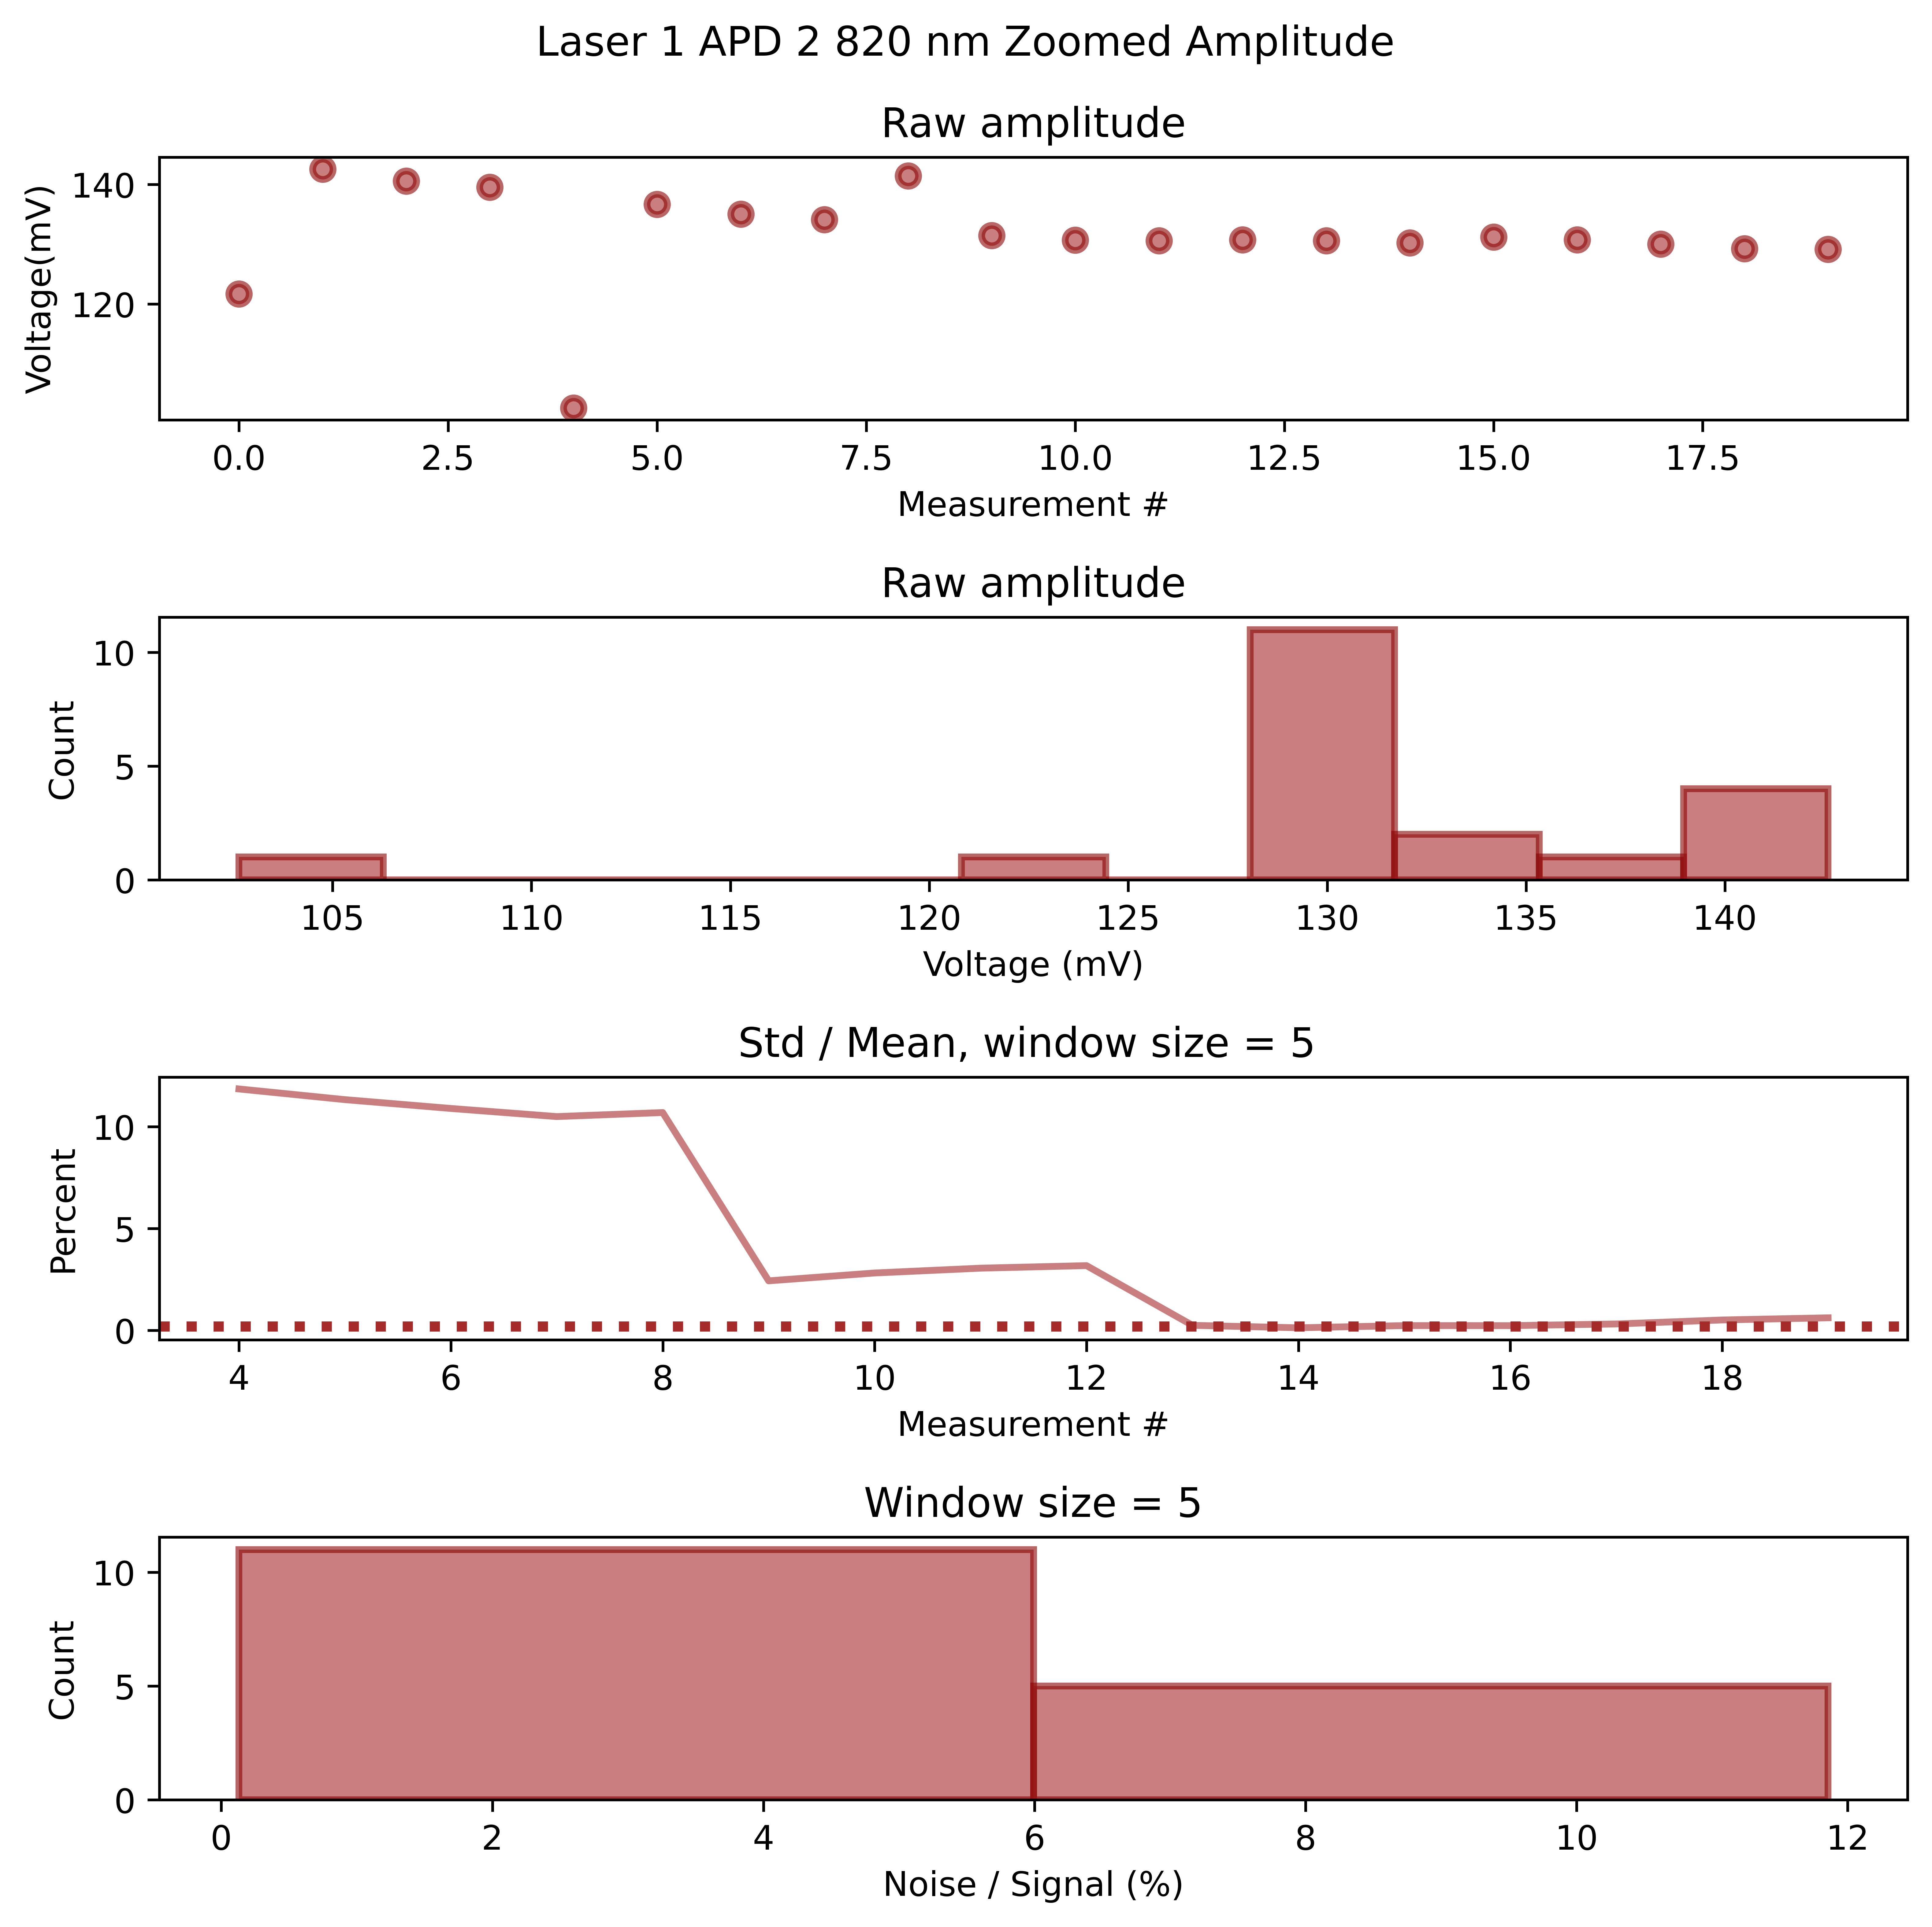 Laser 1 APD 2 820 nm Zoomed Amplitude
Raw amplitude
Voltage(mV)
140
120
0.0 2.5 5.0 7.5 10.0 12.5 15.0 17.5
Measurement #
Raw amplitude
Count
10
5
0
105 110 115 120 125 130 135 140
Voltage (mV)
Std / Mean, window size = 5
Percent
10
5
0
4 6 8 10 12 14 16 18
Measurement #
Window size = 5
Count
10
5
0
0 2 4 6 8 10 12
Noise / Signal (%)